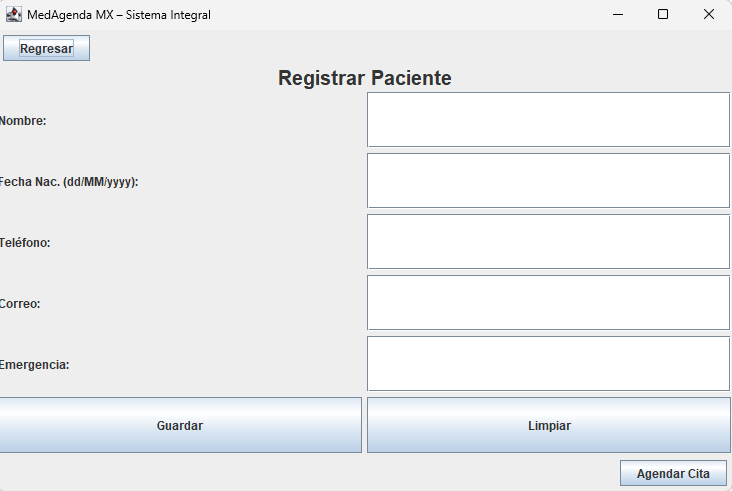 MedAgenda MX – Sistema Integral
Regresar
Registrar Paciente
Nombre:
Fecha Nac. (dd/MM/yyyy):
Teléfono:
Correo:
Emergencia:
Guardar Limpiar
Agendar Cita